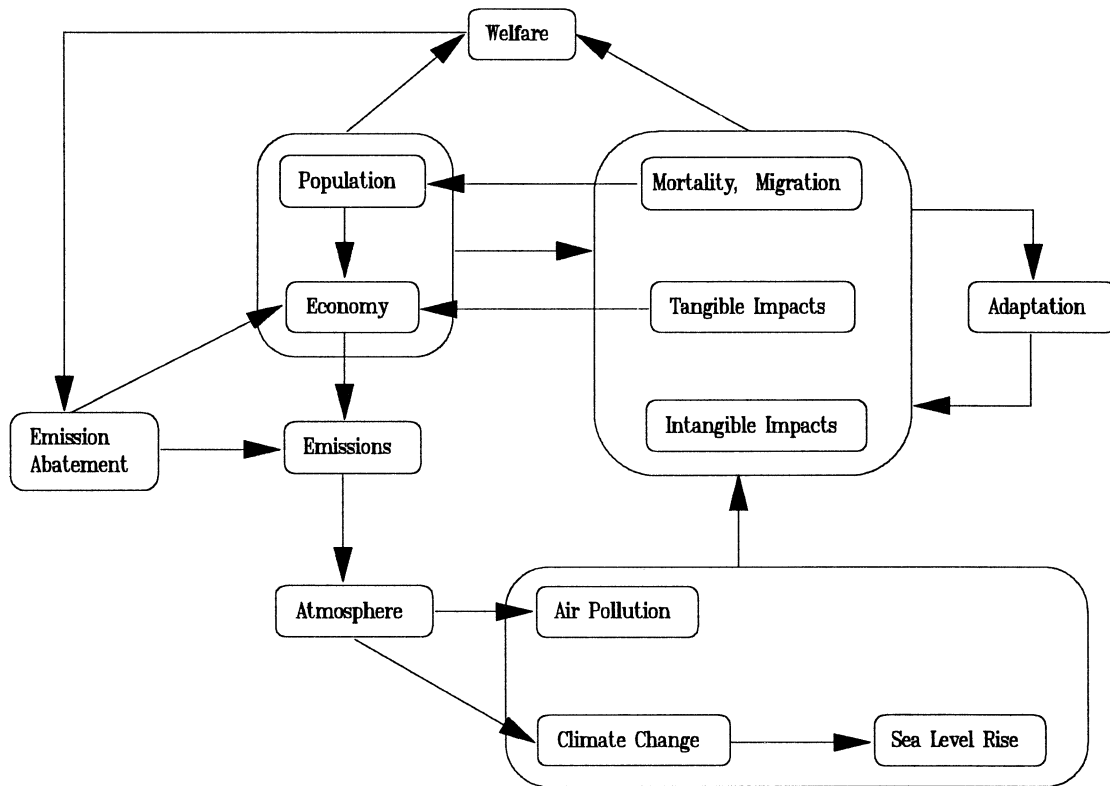 Welfare
Population
Mortality, Migration
Economy
Tangible Impacts
Adaptation
Emission
Abatement
Emissions
Intangible Impacts
Atmosphere
Air Pollution
Climate Change
Sea Level Rise